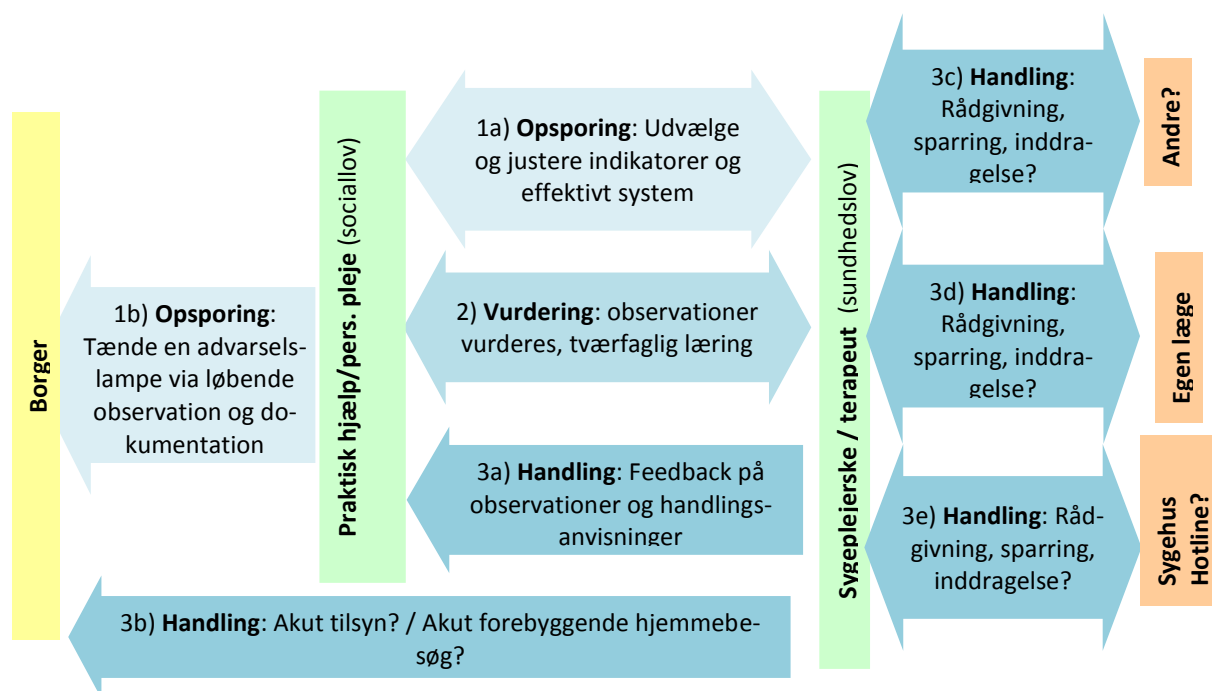 Borger
1b) Opsporing:
Tænde en advarsels-
lampe via løbende
observation og do-
kumentation
Praktisk hjælp/pers. pleje (sociallov)
1a) Opsporing: Udvælge
og justere indikatorer og
effektivt system
2) Vurdering: observationer
vurderes, tværfaglig læring
3a) Handling: Feedback på
observationer og handlings-
anvisninger
3b) Handling: Akut tilsyn? / Akut forebyggende hjemmebe-
søg?
Sygeplejerske / terapeut (sundhedslov)
3c) Handling:
Rådgivning,
sparring, inddra-
gelse?
Andre?
3d) Handling:
Rådgivning,
sparring, inddra-
gelse?
Egen læge
3e) Handling: Råd-
givning, sparring,
inddragelse?
Sygehus
Hotline?